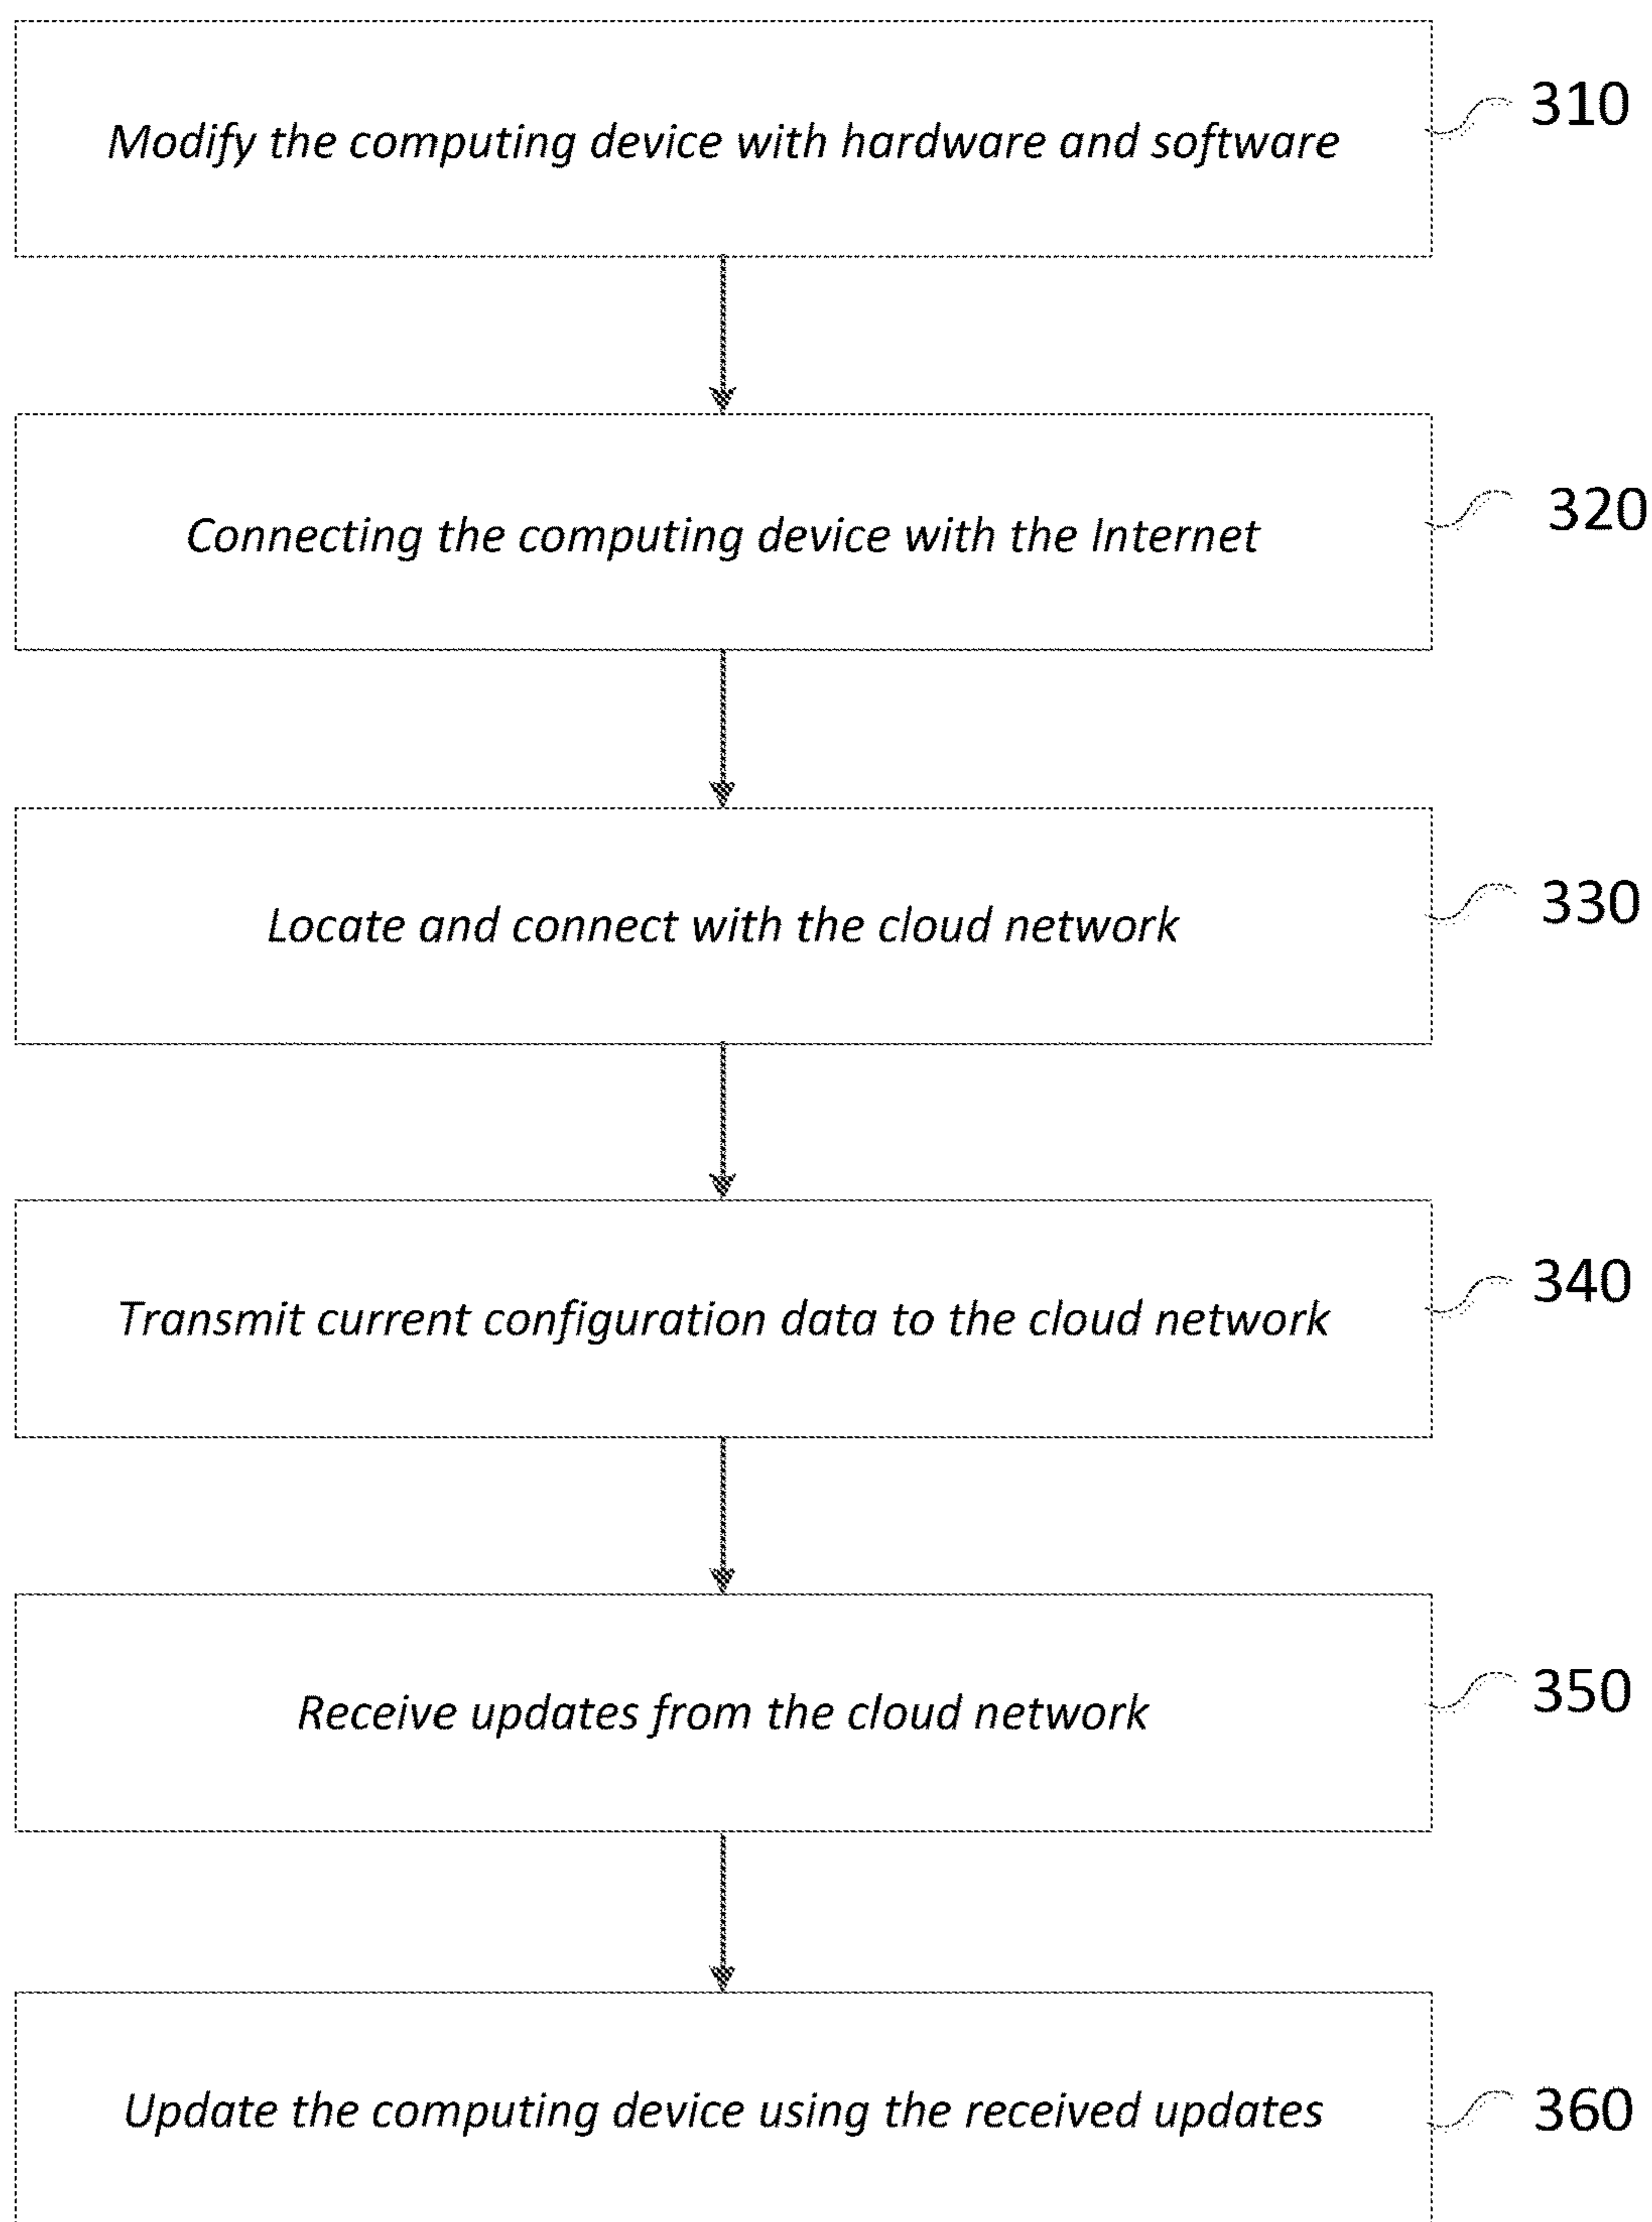 Modify the computing device with hardware and software
310
Connecting the computing device with the Internet
320
Locate and connect with the cloud network
330
Transmit current configuration data to the cloud network
340
Receive updates from the cloud network
350
Update the computing device using the received updates
360